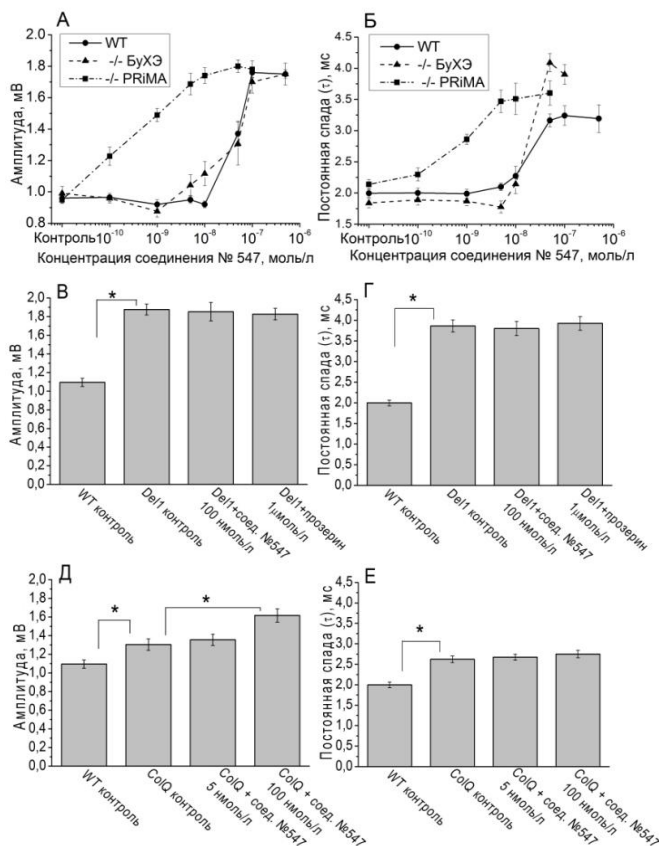 А
WT
-/- БуХЭ
-/- PRiMA
Амплитуда, мВ
1.8
1.6
1.4
1.2
1.0
0.8
Контроль 10⁻¹⁰ 10⁻⁹ 10⁻⁸ 10⁻⁷ 10⁻⁶
Концентрация соединения № 547, моль/л
Б
WT
-/- БуХЭ
-/- PRiMA
Постоянная спада (τ), мс
4.5
4.0
3.5
3.0
2.5
2.0
1.5
Контроль 10⁻¹⁰ 10⁻⁹ 10⁻⁸ 10⁻⁷ 10⁻⁶
Концентрация соединения № 547, моль/л
В
*
Амплитуда, мВ
2,0
1,8
1,6
1,4
1,2
1,0
0,8
0,6
0,4
0,2
0,0
WT контроль
Del1 контроль
Del1+соед. №547
100 нмоль/л
Del1+прозерин
1μмоль/л
Г
*
Постоянная спада (τ), мс
4,5
4,0
3,5
3,0
2,5
2,0
1,5
1,0
0,5
0,0
WT контроль
Del1 контроль
Del1+соед. №547
100 нмоль/л
Del1+прозерин
1μмоль/л
Д
*
*
Амплитуда, мВ
2,0
1,8
1,6
1,4
1,2
1,0
0,8
0,6
0,4
0,2
0,0
WT контроль
ColQ контроль
ColQ + соед. №547
5 нмоль/л
ColQ + соед. №547
100 нмоль/л
Е
*
Постоянная спада (τ), мс
4,5
4,0
3,5
3,0
2,5
2,0
1,5
1,0
0,5
0,0
WT контроль
ColQ контроль
ColQ + соед. №547
5 нмоль/л
ColQ + соед. №547
100 нмоль/л